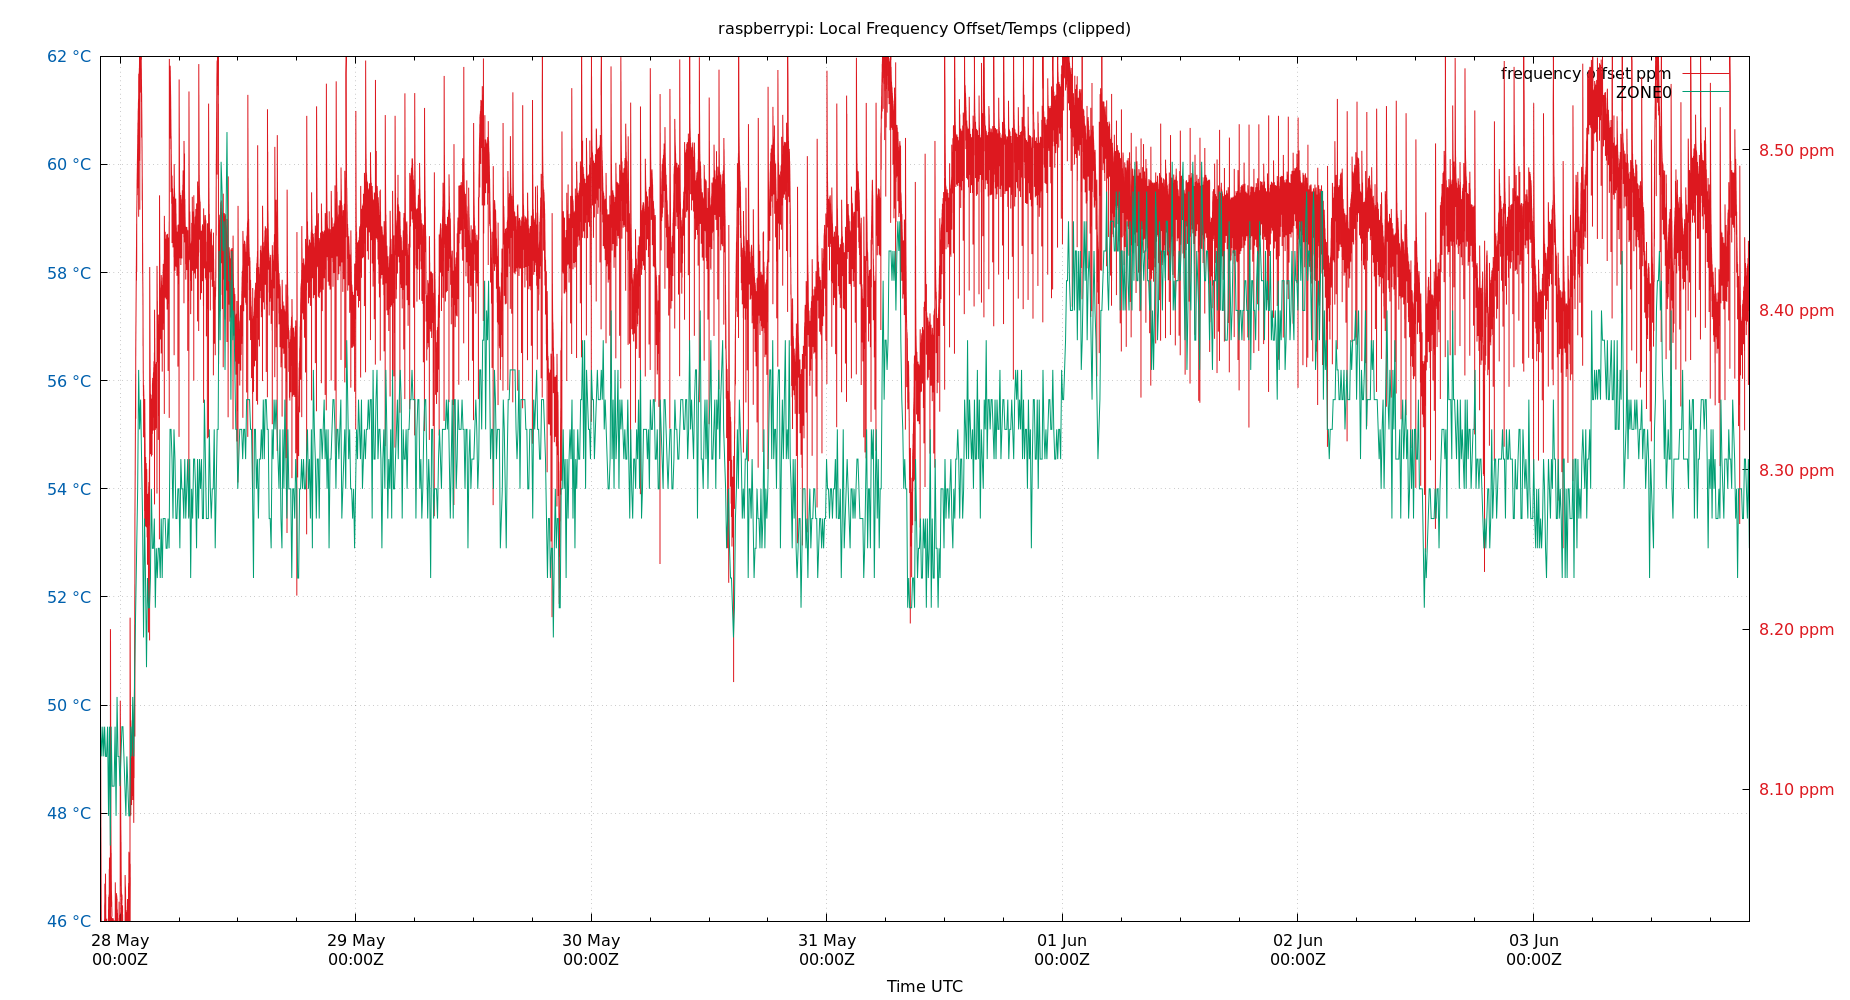 raspberrypi: Local Frequency Offset/Temps (clipped)
62 °C
60 °C
58 °C
56 °C
54 °C
52 °C
50 °C
48 °C
46 °C
frequency offset ppm
ZONE0
8.50 ppm
8.40 ppm
8.30 ppm
8.20 ppm
8.10 ppm
28 May 29 May 30 May 31 May 01 Jun 02 Jun 03 Jun
00:00Z 00:00Z 00:00Z 00:00Z 00:00Z 00:00Z 00:00Z
Time UTC